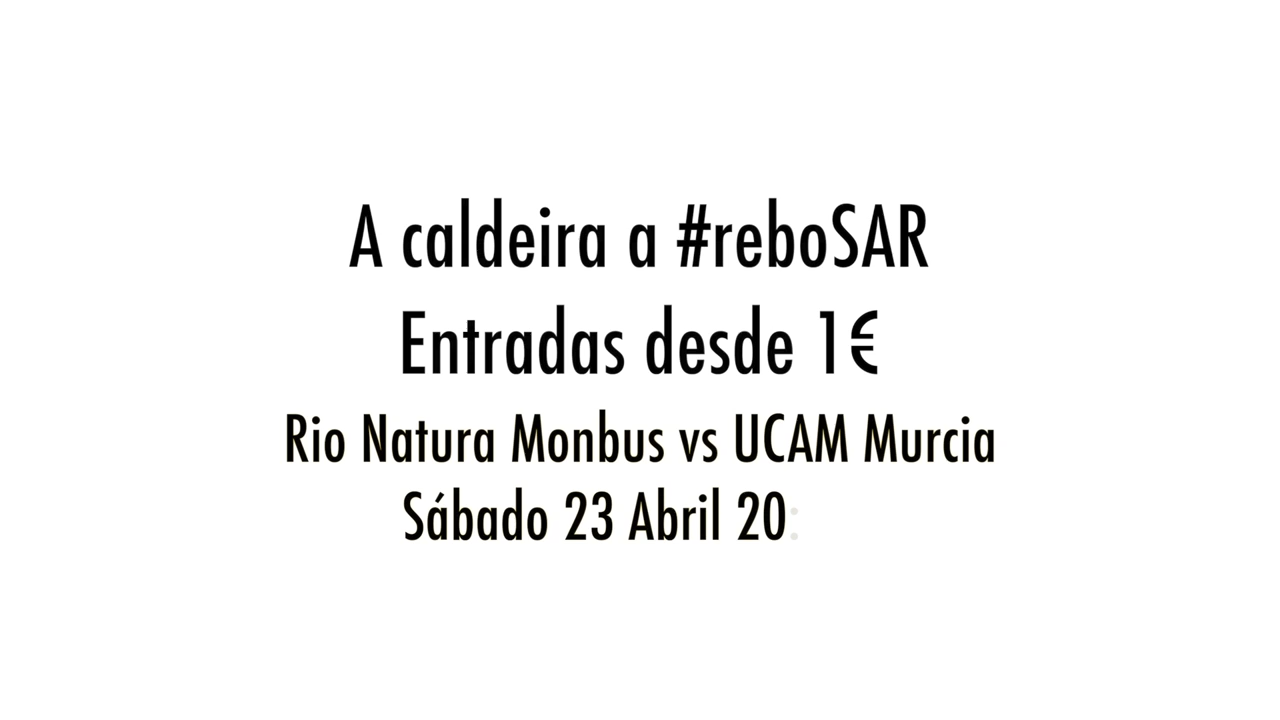 A caldeira a #reboSAR
Entradas desde 1€
Rio Natura Monbus vs UCAM Murcia
Sábado 23 Abril 20: